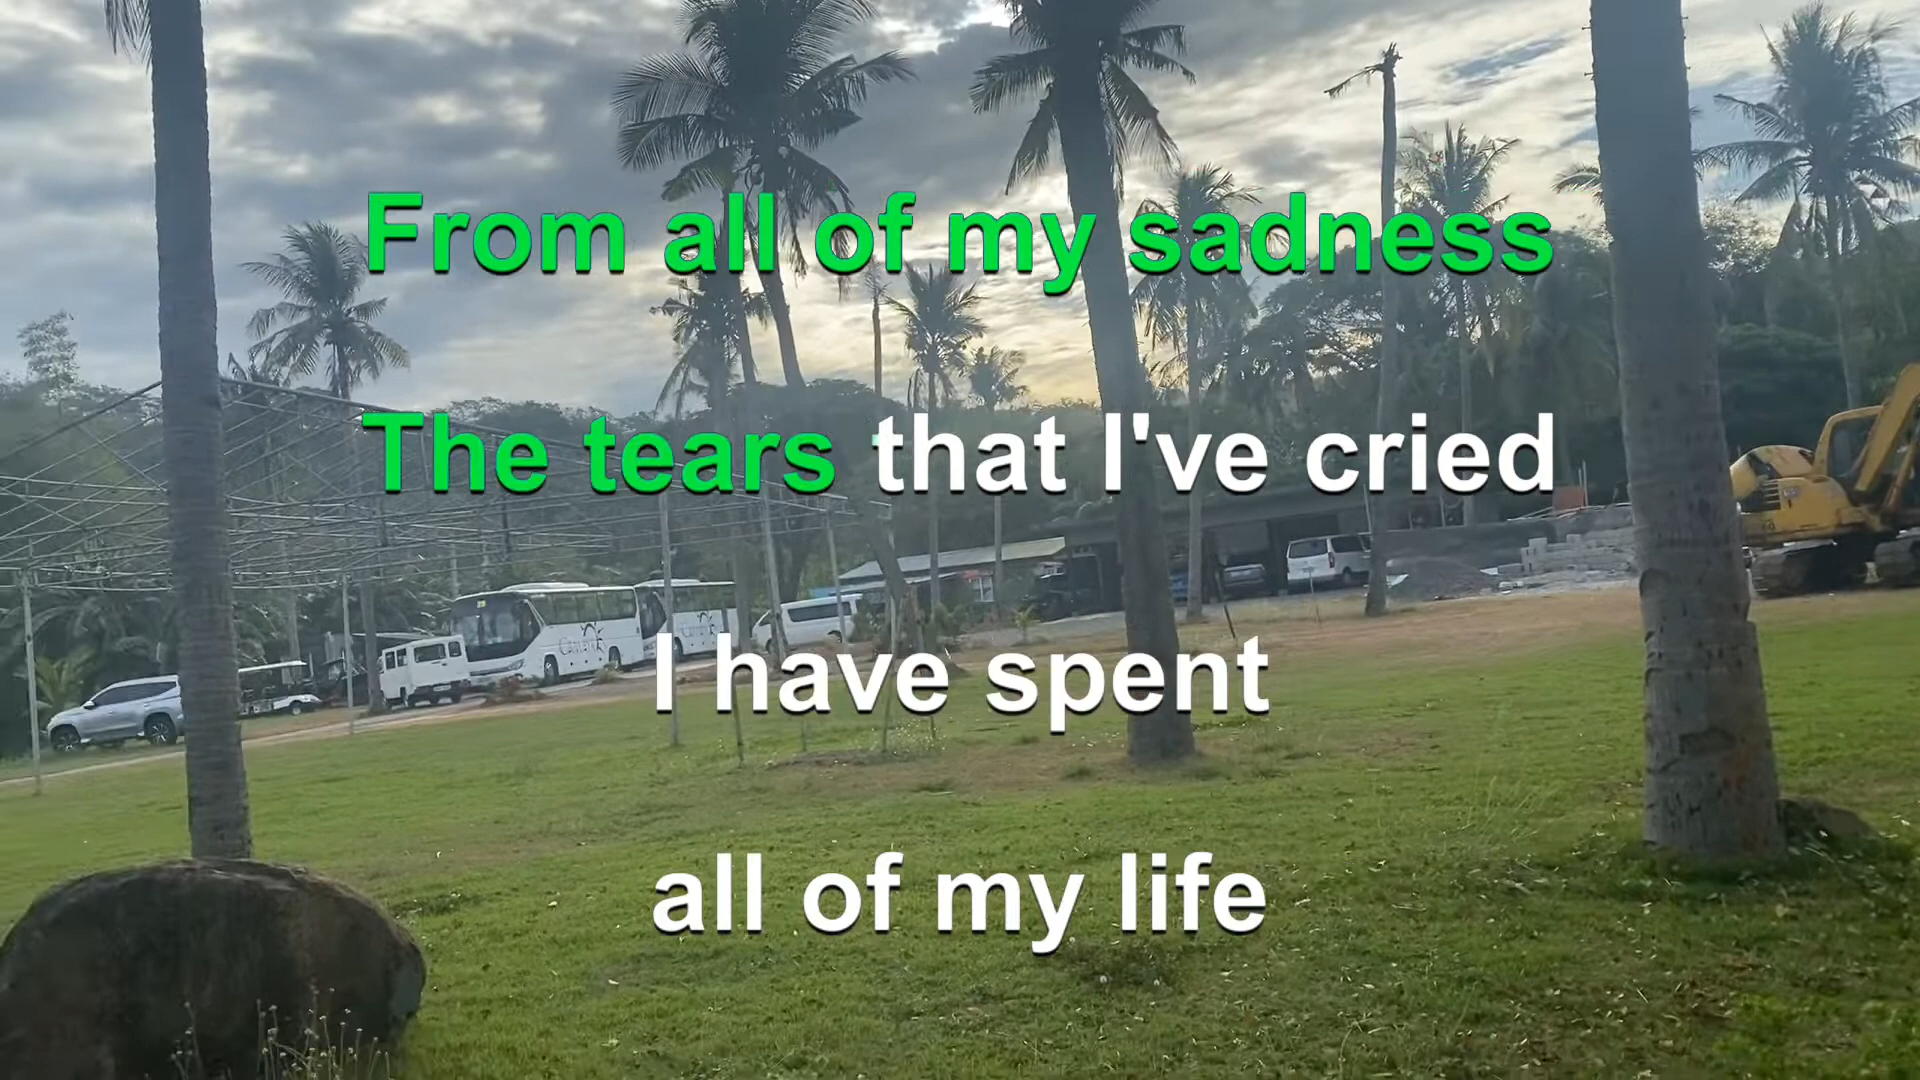 From all of my sadness
The tears that I've cried
I have spent
all of my life